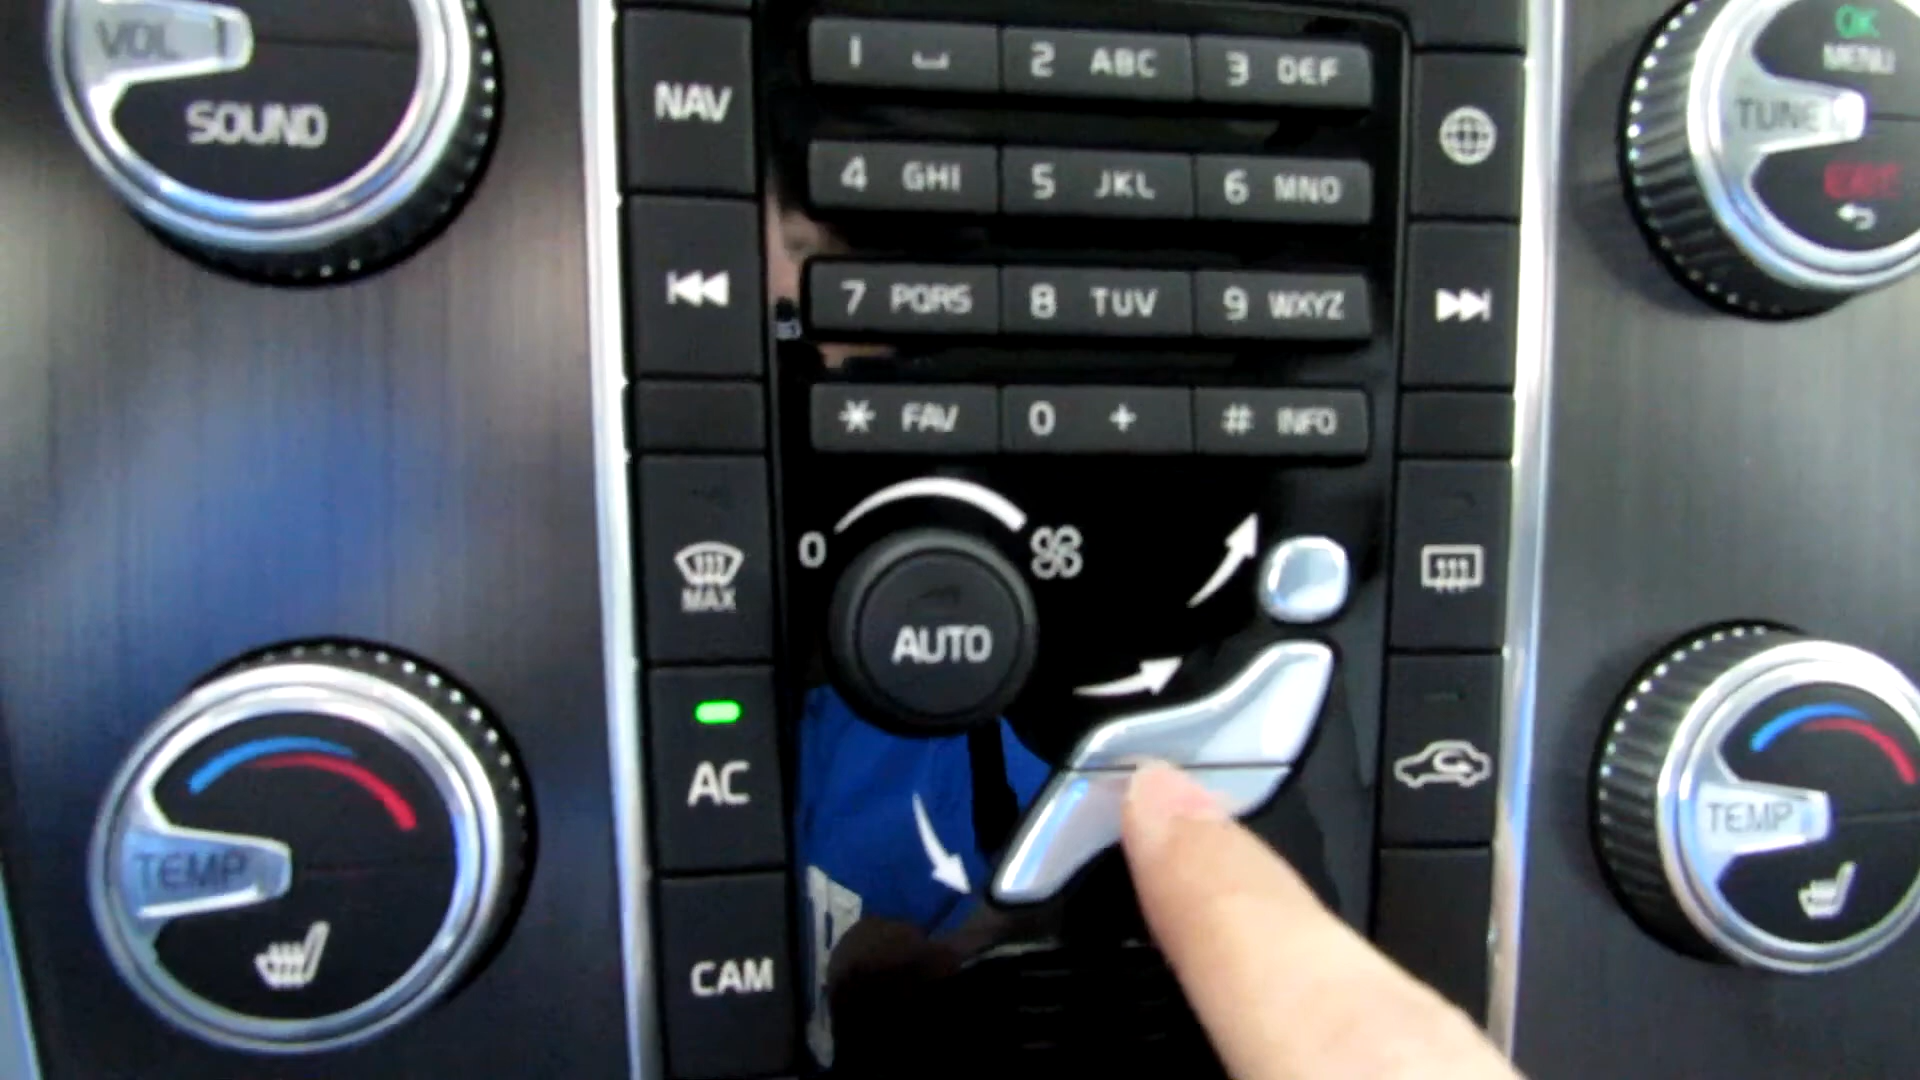 VOL
SOUND
NAV
1 ⎵
2 ABC
3 DEF
4 GHI
5 JKL
6 MNO
7 PQRS
8 TUV
9 WXYZ
* FAV
0 +
# INFO
OK
MENU
TUNE
EXIT
0
AUTO
MAX
AC
CAM
TEMP
TEMP